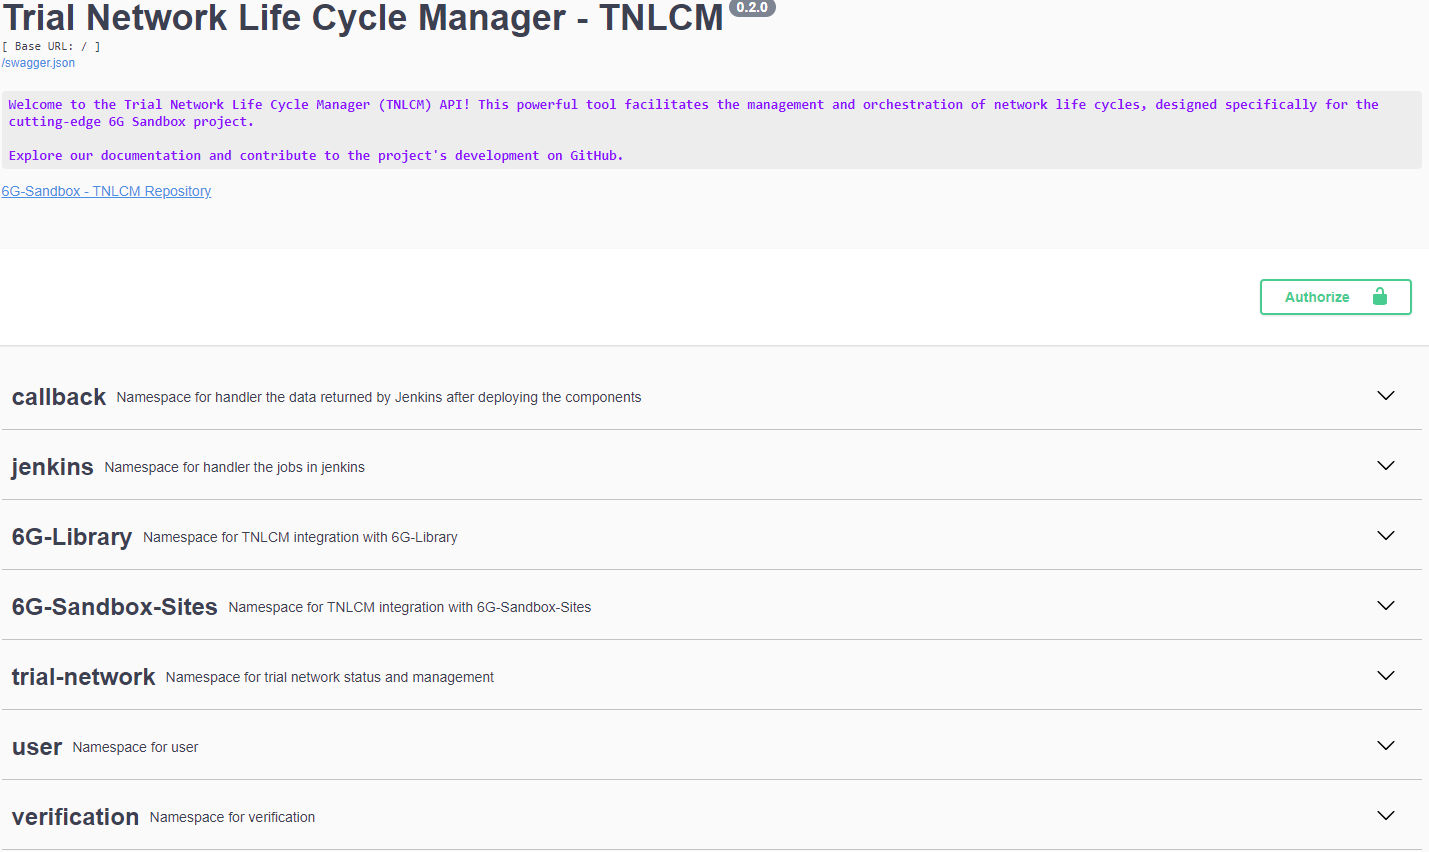 Trial Network Life Cycle Manager - TNLCM 0.2.0
[ Base URL: / ]
/swagger.json
Welcome to the Trial Network Life Cycle Manager (TNLCM) API! This powerful tool facilitates the management and orchestration of network life cycles, designed specifically for the
cutting-edge 6G Sandbox project.
Explore our documentation and contribute to the project's development on GitHub.
6G-Sandbox - TNLCM Repository
Authorize
callback Namespace for handler the data returned by Jenkins after deploying the components
jenkins Namespace for handler the jobs in jenkins
6G-Library Namespace for TNLCM integration with 6G-Library
6G-Sandbox-Sites Namespace for TNLCM integration with 6G-Sandbox-Sites
trial-network Namespace for trial network status and management
user Namespace for user
verification Namespace for verification